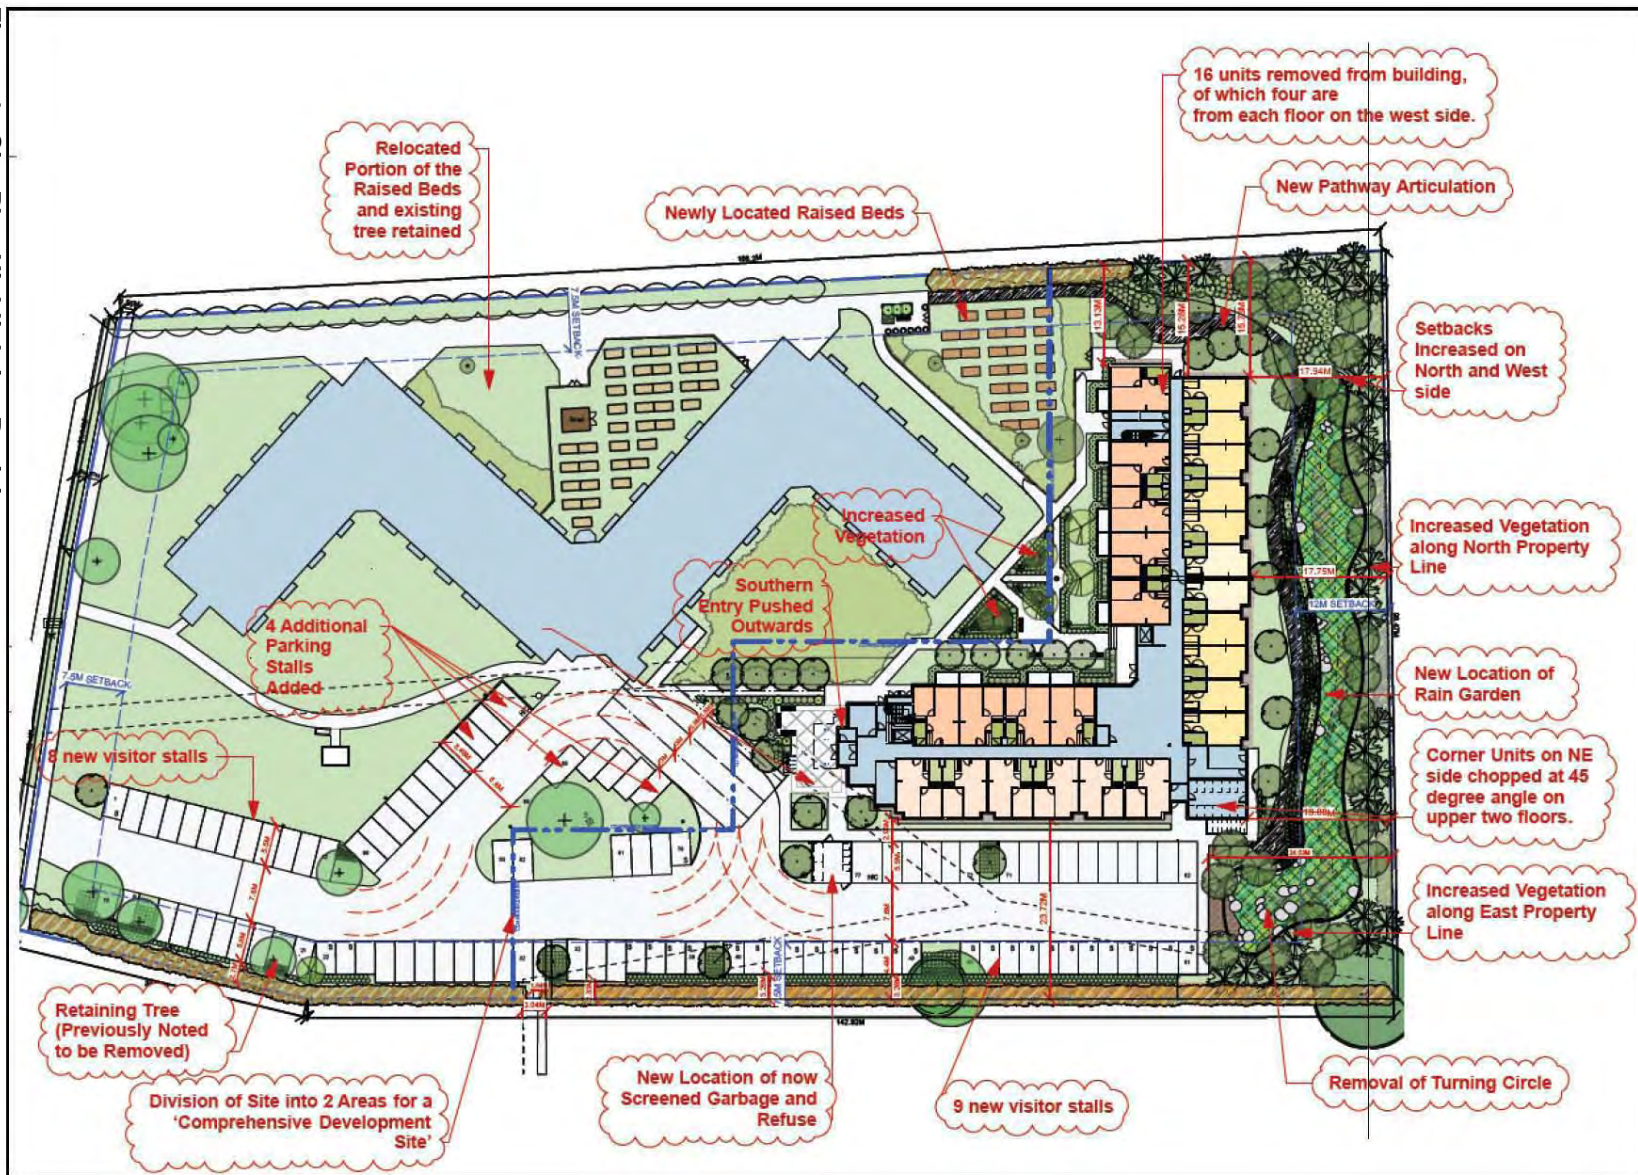 16 units removed from building,
of which four are
from each floor on the west side.
Relocated
Portion of the
Raised Beds
and existing
tree retained
New Pathway Articulation
Newly Located Raised Beds
7.5M SETBACK
13.13M
15.28M
Setbacks
Increased on
North and West
side
17.94M
Increased
Vegetation
Increased Vegetation
along North Property
Line
17.75M
12M SETBACK
Southern
Entry Pushed
Outwards
4 Additional
Parking
Stalls
Added
7.5M SETBACK
New Location of
Rain Garden
8 new visitor stalls
Corner Units on NE
side chopped at 45
degree angle on
upper two floors.
Increased Vegetation
along East Property
Line
23.72M
7.5M SETBACK
Retaining Tree
(Previously Noted
to be Removed)
142.92M
Division of Site into 2 Areas for a
'Comprehensive Development
Site'
New Location of now
Screened Garbage and
Refuse
9 new visitor stalls
Removal of Turning Circle